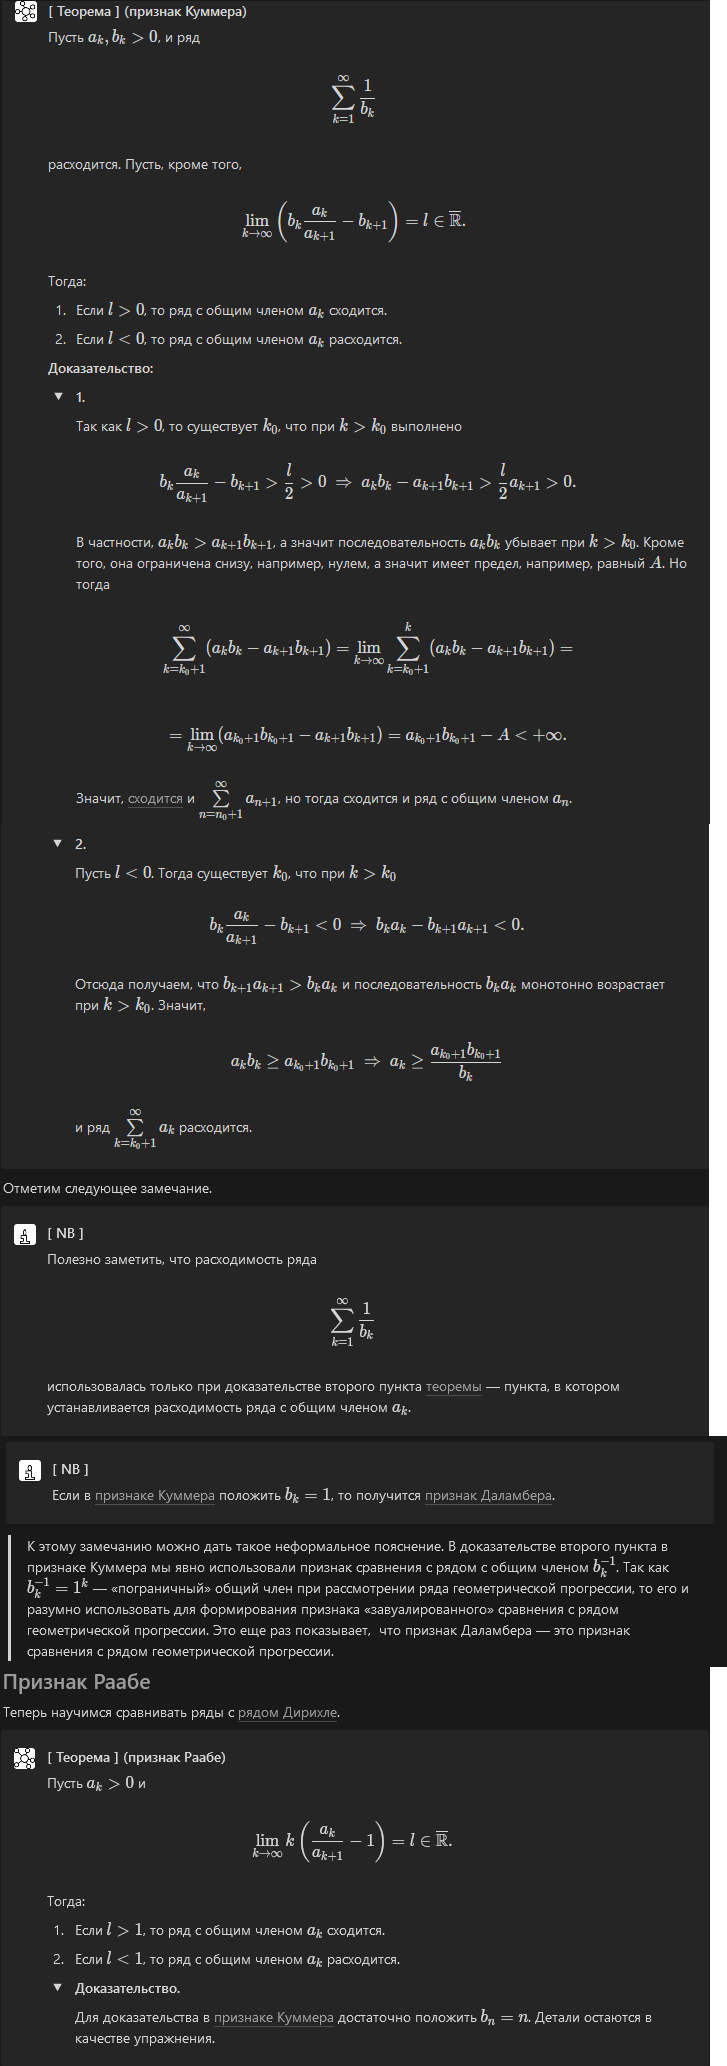 [ Теорема ] (признак Куммера)
Пусть $a_k, b_k > 0$, и ряд
$$\sum_{k=1}^{\infty} \frac{1}{b_k}$$
расходится. Пусть, кроме того,
$$\lim_{k \to \infty} \left( b_k \frac{a_k}{a_{k+1}} - b_{k+1} \right) = l \in \overline{\mathbb{R}}.$$
Тогда:
1. Если $l > 0$, то ряд с общим членом $a_k$ сходится.
2. Если $l < 0$, то ряд с общим членом $a_k$ расходится.
Доказательство:
1.
Так как $l > 0$, то существует $k_0$, что при $k > k_0$ выполнено
$$b_k \frac{a_k}{a_{k+1}} - b_{k+1} > \frac{l}{2} > 0 \Rightarrow a_k b_k - a_{k+1} b_{k+1} > \frac{l}{2} a_{k+1} > 0.$$
В частности, $a_k b_k > a_{k+1} b_{k+1}$, а значит последовательность $a_k b_k$ убывает при $k > k_0$. Кроме
того, она ограничена снизу, например, нулем, а значит имеет предел, например, равный $A$. Но
тогда
$$\sum_{k=k_0+1}^{\infty} (a_k b_k - a_{k+1} b_{k+1}) = \lim_{k \to \infty} \sum_{k=k_0+1}^{k} (a_k b_k - a_{k+1} b_{k+1}) =$$
$$= \lim_{k \to \infty} (a_{k_0+1} b_{k_0+1} - a_{k+1} b_{k+1}) = a_{k_0+1} b_{k_0+1} - A < +\infty.$$
Значит, сходится и $\sum_{n=n_0+1}^{\infty} a_{n+1}$, но тогда сходится и ряд с общим членом $a_n$.
2.
Пусть $l < 0$. Тогда существует $k_0$, что при $k > k_0$
$$b_k \frac{a_k}{a_{k+1}} - b_{k+1} < 0 \Rightarrow b_k a_k - b_{k+1} a_{k+1} < 0.$$
Отсюда получаем, что $b_{k+1} a_{k+1} > b_k a_k$ и последовательность $b_k a_k$ монотонно возрастает
при $k > k_0$. Значит,
$$a_k b_k \geq a_{k_0+1} b_{k_0+1} \Rightarrow a_k \geq \frac{a_{k_0+1} b_{k_0+1}}{b_k}$$
и ряд $\sum_{k=k_0+1}^{\infty} a_k$ расходится.
Отметим следующее замечание.
[ NB ]
Полезно заметить, что расходимость ряда
$$\sum_{k=1}^{\infty} \frac{1}{b_k}$$
использовалась только при доказательстве второго пункта теоремы — пункта, в котором
устанавливается расходимость ряда с общим членом $a_k$.
[ NB ]
Если в признаке Куммера положить $b_k = 1$, то получится признак Даламбера.
К этому замечанию можно дать такое неформальное пояснение. В доказательстве второго пункта в
признаке Куммера мы явно использовали признак сравнения с рядом с общим членом $b_k^{-1}$. Так как
$b_k^{-1} = 1^k$ — «пограничный» общий член при рассмотрении ряда геометрической прогрессии, то его и
разумно использовать для формирования признака «завуалированного» сравнения с рядом
геометрической прогрессии. Это еще раз показывает, что признак Даламбера — это признак
сравнения с рядом геометрической прогрессии.
Признак Раабе
Теперь научимся сравнивать ряды с рядом Дирихле.
[ Теорема ] (признак Раабе)
Пусть $a_k > 0$ и
$$\lim_{k \to \infty} k \left( \frac{a_k}{a_{k+1}} - 1 \right) = l \in \overline{\mathbb{R}}.$$
Тогда:
1. Если $l > 1$, то ряд с общим членом $a_k$ сходится.
2. Если $l < 1$, то ряд с общим членом $a_k$ расходится.
Доказательство.
Для доказательства в признаке Куммера достаточно положить $b_n = n$. Детали остаются в
качестве упражнения.